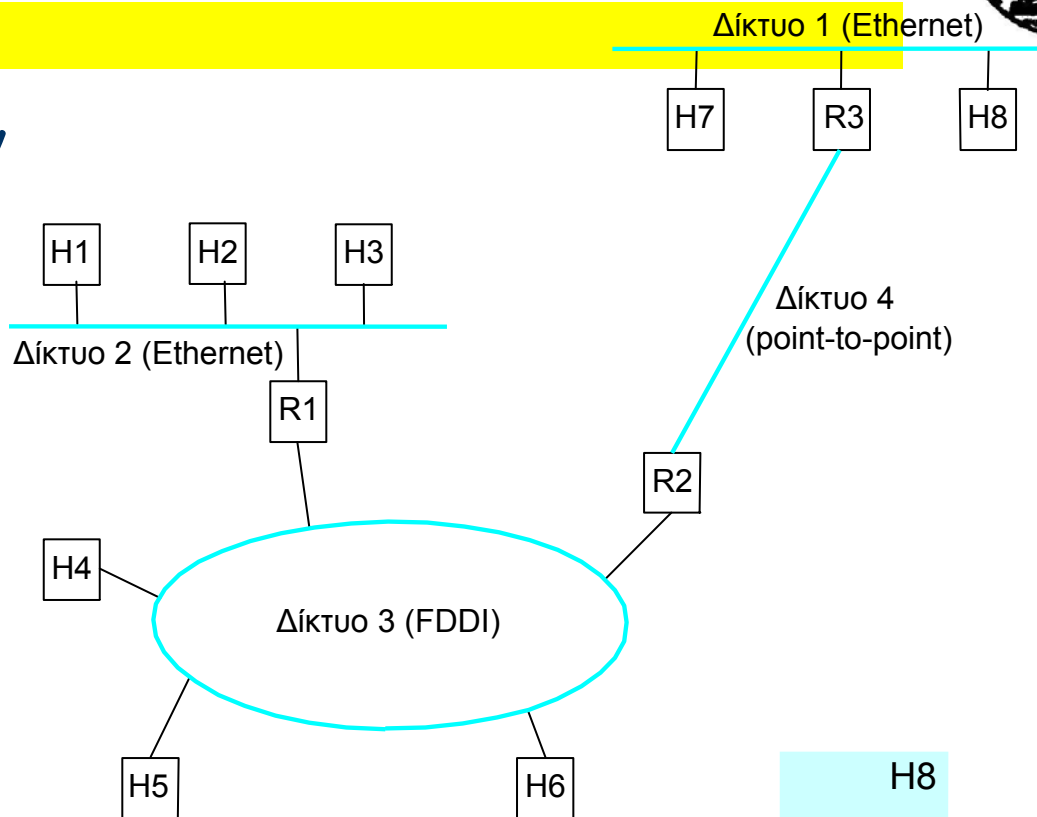 Δίκτυο 1 (Ethernet)
H7
R3
H8
H1
H2
H3
Δίκτυο 4
(point-to-point)
Δίκτυο 2 (Ethernet)
R1
R2
H4
Δίκτυο 3 (FDDI)
H5
H6
H8